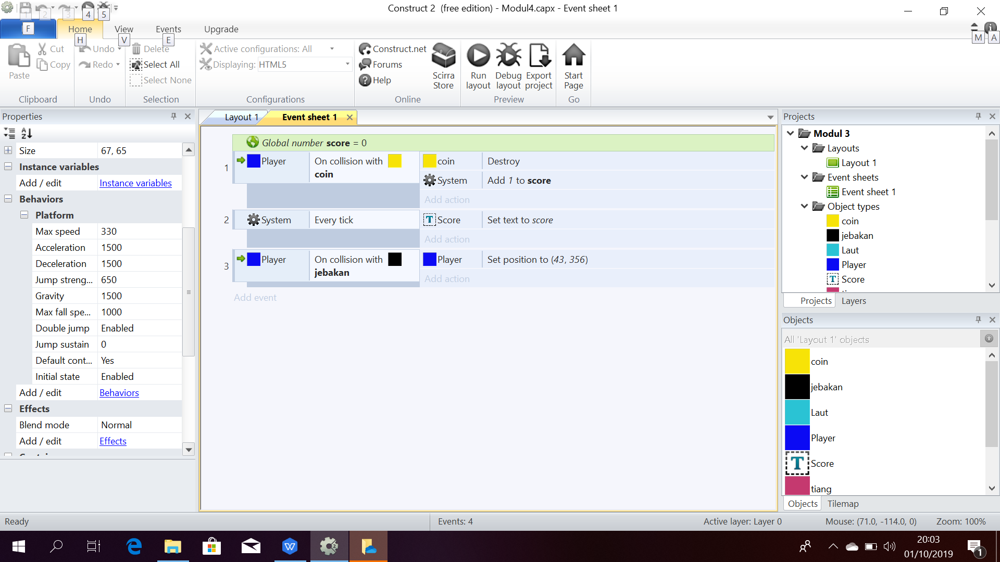 Construct 2  (free edition) - Modul4.capx - Event sheet 1
1 2 3 4 5
F
Home View Events Upgrade
H V E M A
Paste
Cut
Copy
Clipboard
Undo
Redo
Undo
Delete
Select All
Select None
Selection
Active configurations: All
Displaying: HTML5
Configurations
Construct.net
Forums
Help
Scirra Store
Online
Run layout
Debug layout
Export project
Preview
Start Page
Go
Properties
Size 67, 65
Instance variables
Add / edit Instance variables
Behaviors
Platform
Max speed 330
Acceleration 1500
Deceleration 1500
Jump streng... 650
Gravity 1500
Max fall spe... 1000
Double jump Enabled
Jump sustain 0
Default cont... Yes
Initial state Enabled
Add / edit Behaviors
Effects
Blend mode Normal
Add / edit Effects
Layout 1 Event sheet 1
Global number score = 0
1 Player On collision with coin
coin Destroy
System Add 1 to score
Add action
2 System Every tick
T Score Set text to score
Add action
3 Player On collision with jebakan
Player Set position to (43, 356)
Add action
Add event
Projects
Modul 3
Layouts
Layout 1
Event sheets
Event sheet 1
Object types
coin
jebakan
Laut
Player
T Score
Projects Layers
Objects
All 'Layout 1' objects
coin
jebakan
Laut
Player
T Score
tiang
Objects Tilemap
Ready
Events: 4
Active layer: Layer 0
Mouse: (71.0, -114.0, 0)
Zoom: 100%
20:03
01/10/2019
1